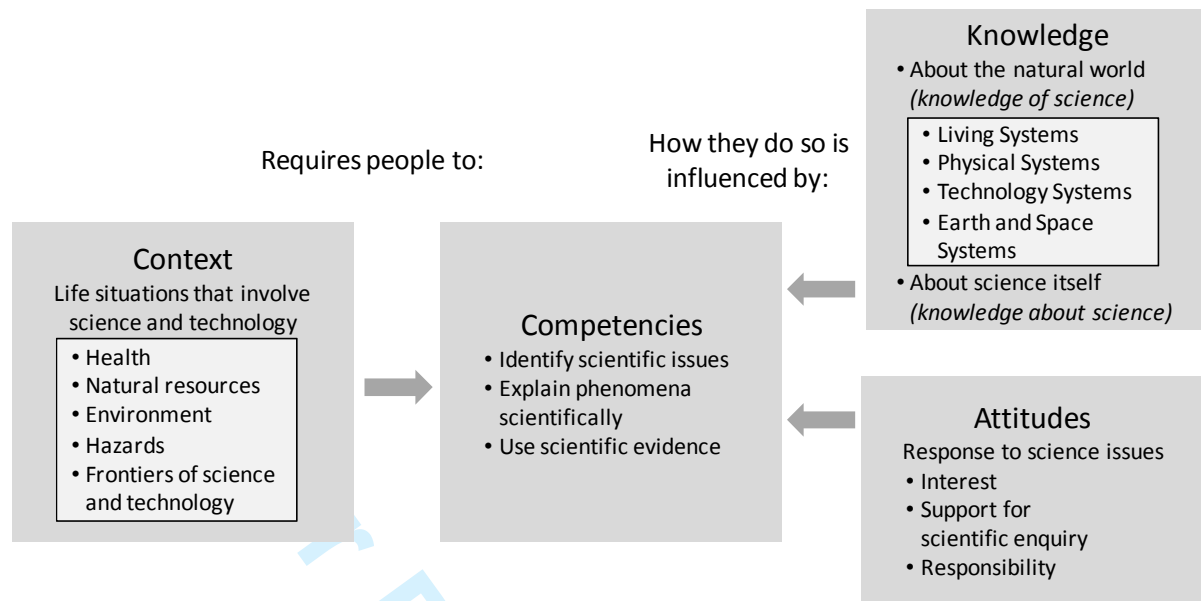 Requires people to:
How they do so is
influenced by:
Context
Life situations that involve
science and technology
• Health
• Natural resources
• Environment
• Hazards
• Frontiers of science
and technology
Competencies
• Identify scientific issues
• Explain phenomena
scientifically
• Use scientific evidence
Knowledge
• About the natural world
(knowledge of science)
• Living Systems
• Physical Systems
• Technology Systems
• Earth and Space
Systems
• About science itself
(knowledge about science)
Attitudes
Response to science issues
• Interest
• Support for
scientific enquiry
• Responsibility